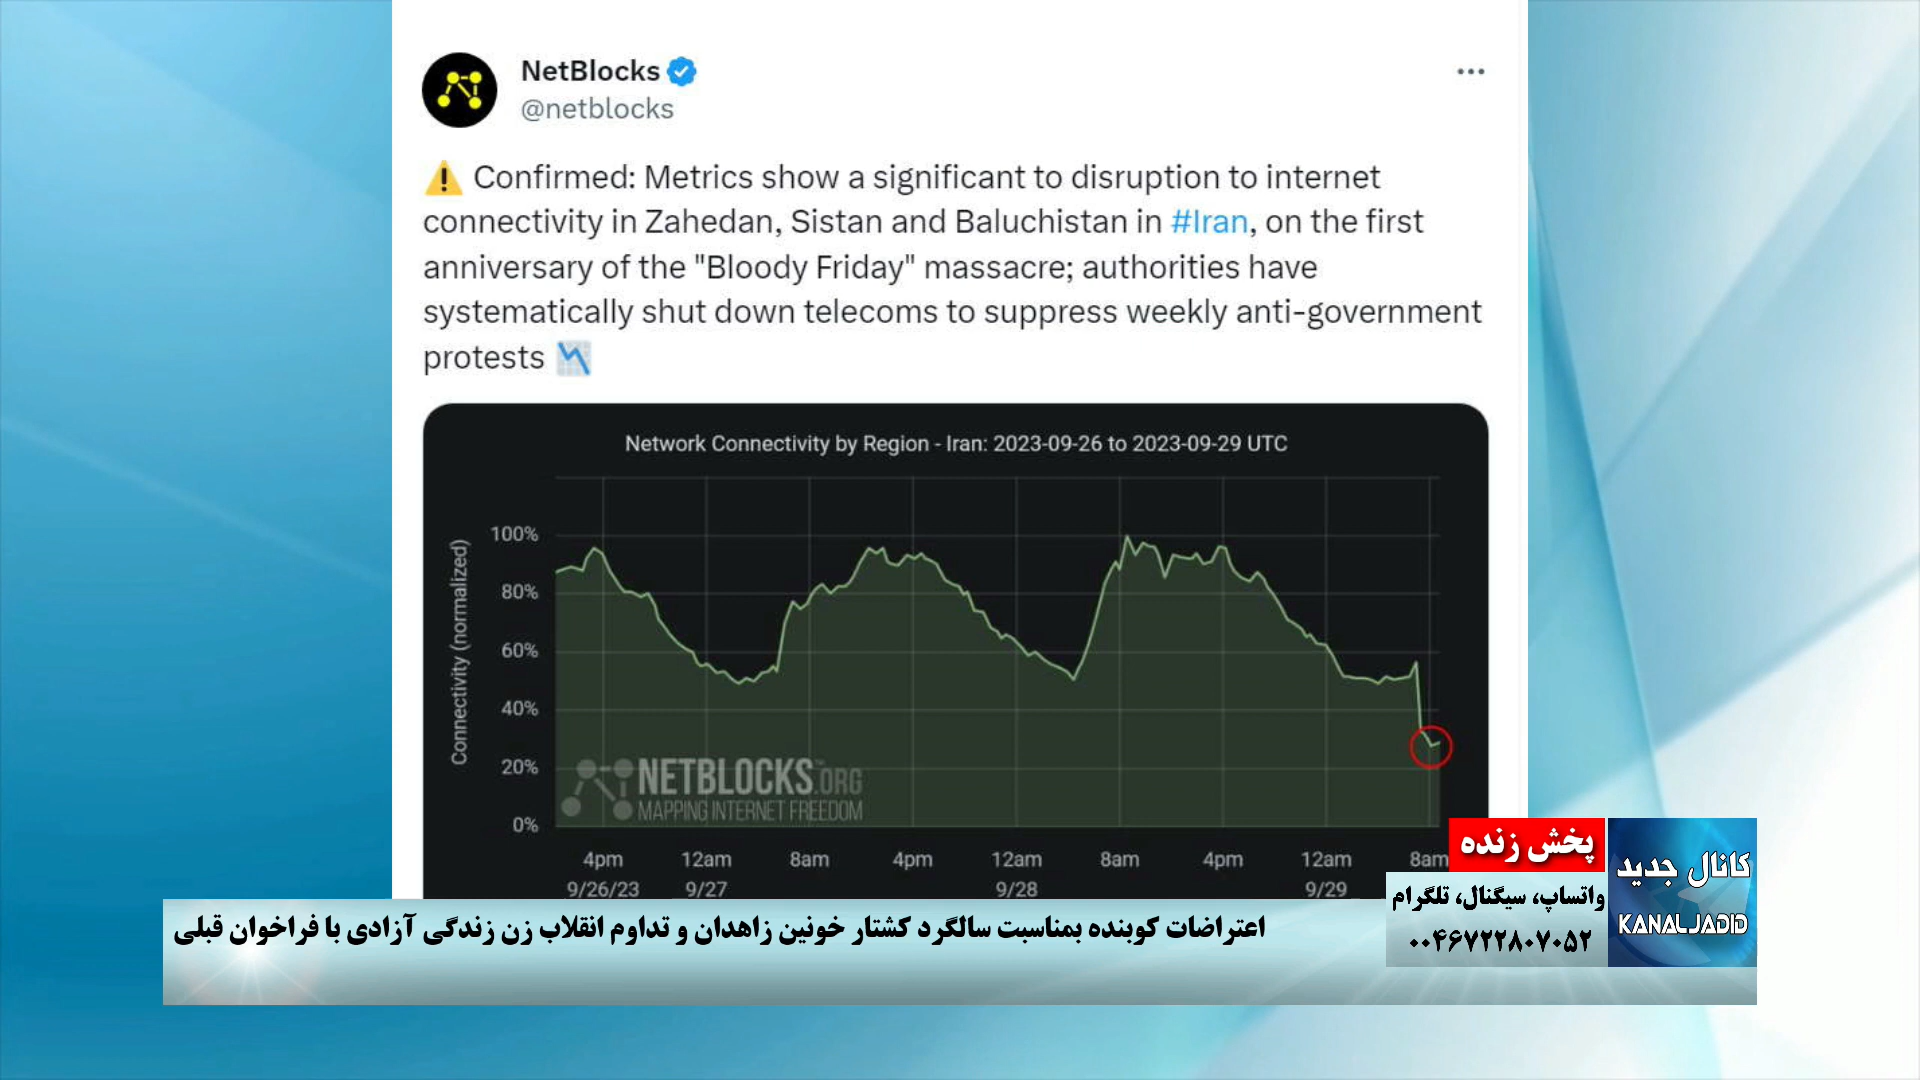 NetBlocks
@netblocks
⚠️ Confirmed: Metrics show a significant to disruption to internet
connectivity in Zahedan, Sistan and Baluchistan in #Iran, on the first
anniversary of the "Bloody Friday" massacre; authorities have
systematically shut down telecoms to suppress weekly anti-government
protests 📉
Network Connectivity by Region - Iran: 2023-09-26 to 2023-09-29 UTC
Connectivity (normalized)
100%
80%
60%
40%
20%
0%
NETBLOCKS.ORG
MAPPING INTERNET FREEDOM
4pm 12am 8am 4pm 12am 8am 4pm 12am 8am
9/26/23 9/27 9/28 9/29
پخش زنده
کانال جدید
KANAL JADID
واتساپ، سیگنال، تلگرام
۰۰۴۶۷۲۲۸۰۷۰۵۲
اعتراضات کوبنده بمناسبت سالگرد کشتار خونین زاهدان و تداوم انقلاب زن زندگی آزادی با فراخوان قبلی